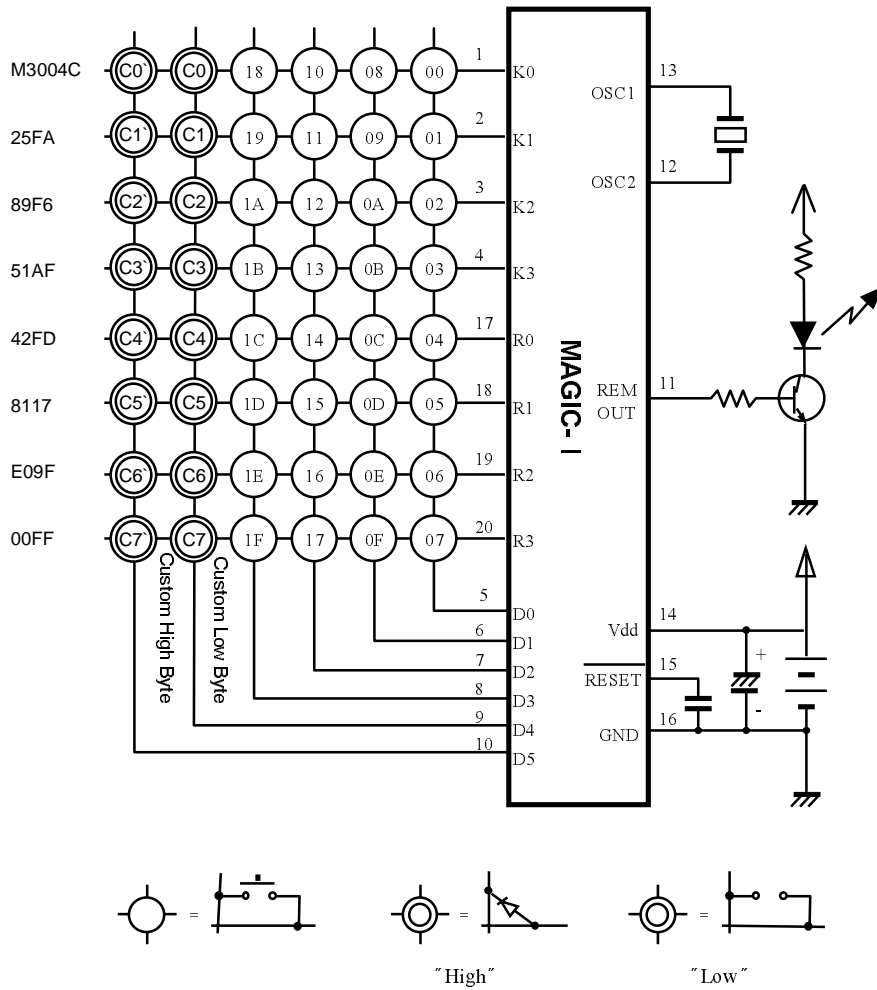 M3004C C0` C0 18 10 08 00 1 K0
25FA C1` C1 19 11 09 01 2 K1
89F6 C2` C2 1A 12 0A 02 3 K2
51AF C3` C3 1B 13 0B 03 4 K3
42FD C4` C4 1C 14 0C 04 17 R0
8117 C5` C5 1D 15 0D 05 18 R1
E09F C6` C6 1E 16 0E 06 19 R2
00FF C7` C7 1F 17 0F 07 20 R3
Custom High Byte
Custom Low Byte
5 D0
6 D1
7 D2
8 D3
9 D4
10 D5
MAGIC- I
OSC1 13
OSC2 12
REM OUT 11
Vdd 14
RESET 15
GND 16
+
-
= = =
"High" "Low"